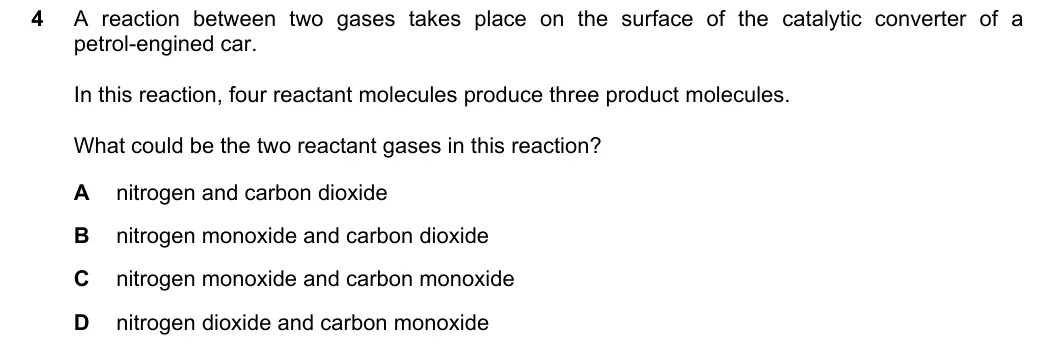 4 A reaction between two gases takes place on the surface of the catalytic converter of a
petrol-engined car.
In this reaction, four reactant molecules produce three product molecules.
What could be the two reactant gases in this reaction?
A nitrogen and carbon dioxide
B nitrogen monoxide and carbon dioxide
C nitrogen monoxide and carbon monoxide
D nitrogen dioxide and carbon monoxide